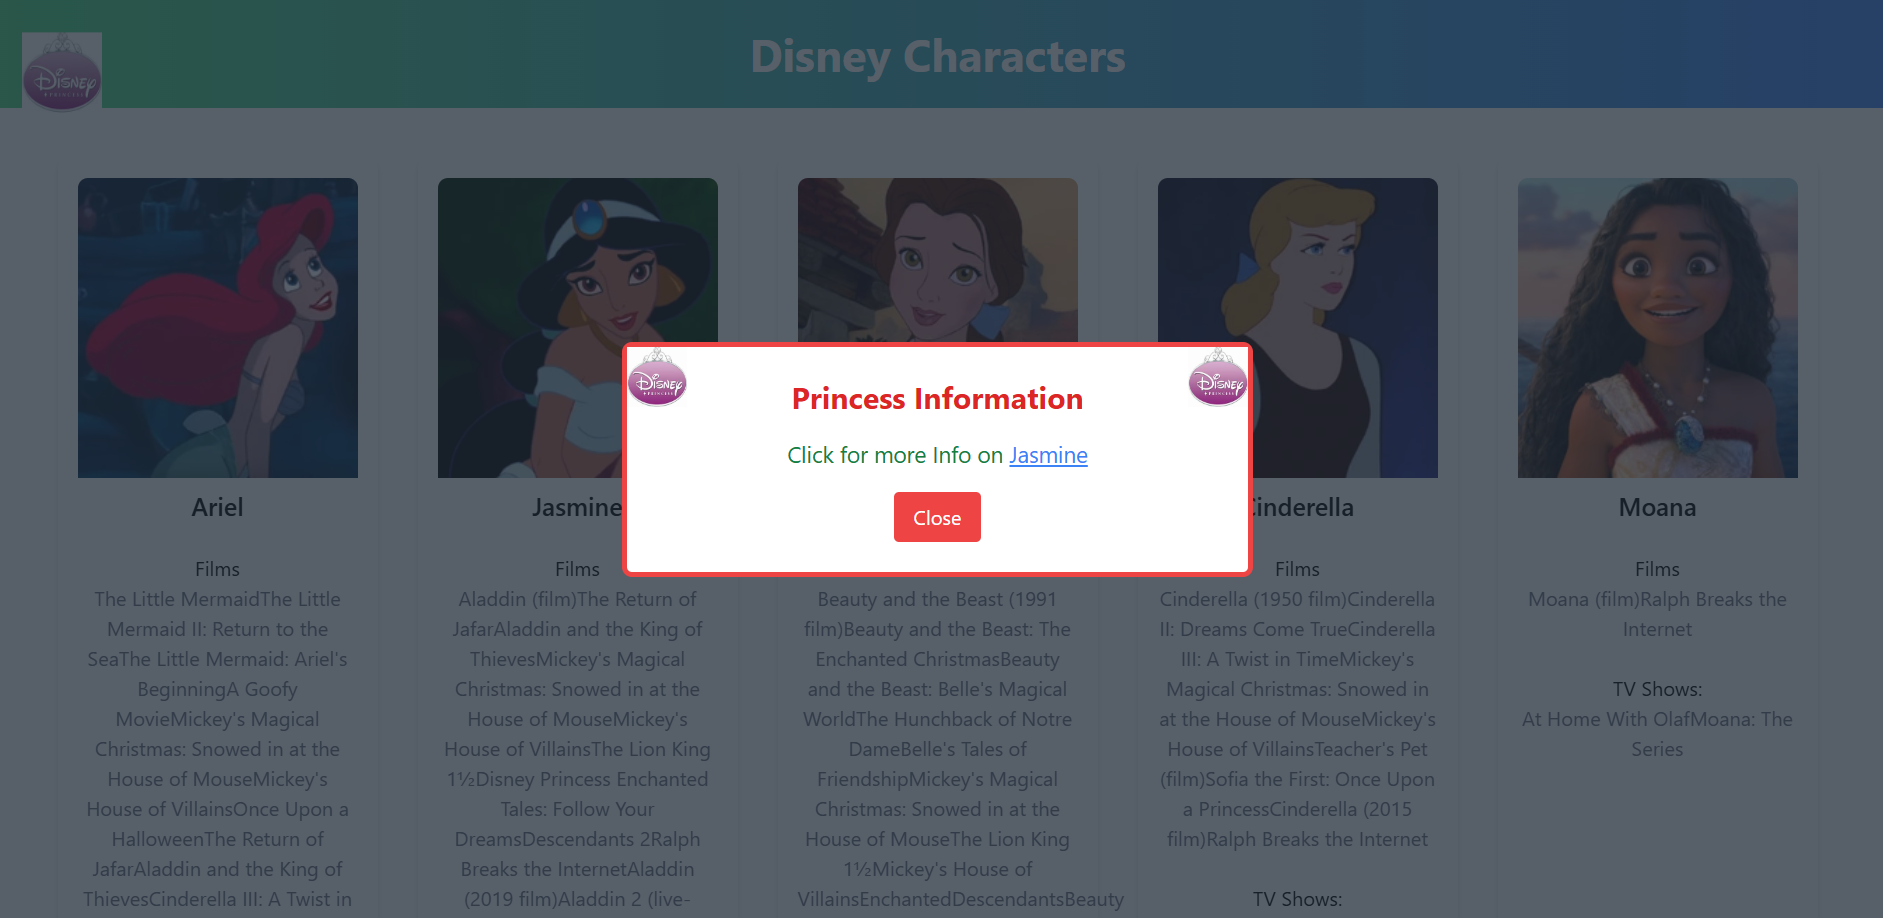 Disney Characters
Disney
PRINCESS
Disney
PRINCESS
Disney
PRINCESS
Princess Information
Click for more Info on Jasmine
Close
Ariel
Films
The Little MermaidThe Little
Mermaid II: Return to the
SeaThe Little Mermaid: Ariel's
BeginningA Goofy
MovieMickey's Magical
Christmas: Snowed in at the
House of MouseMickey's
House of VillainsOnce Upon a
HalloweenThe Return of
JafarAladdin and the King of
ThievesCinderella III: A Twist in
Jasmine
Films
Aladdin (film)The Return of
JafarAladdin and the King of
ThievesMickey's Magical
Christmas: Snowed in at the
House of MouseMickey's
House of VillainsThe Lion King
1½Disney Princess Enchanted
Tales: Follow Your
DreamsDescendants 2Ralph
Breaks the InternetAladdin
(2019 film)Aladdin 2 (live-
Beauty and the Beast (1991
film)Beauty and the Beast: The
Enchanted ChristmasBeauty
and the Beast: Belle's Magical
WorldThe Hunchback of Notre
DameBelle's Tales of
FriendshipMickey's Magical
Christmas: Snowed in at the
House of MouseThe Lion King
1½Mickey's House of
VillainsEnchantedDescendantsBeauty
Cinderella
Films
Cinderella (1950 film)Cinderella
II: Dreams Come TrueCinderella
III: A Twist in TimeMickey's
Magical Christmas: Snowed in
at the House of MouseMickey's
House of VillainsTeacher's Pet
(film)Sofia the First: Once Upon
a PrincessCinderella (2015
film)Ralph Breaks the Internet
TV Shows:
Moana
Films
Moana (film)Ralph Breaks the
Internet
TV Shows:
At Home With OlafMoana: The
Series